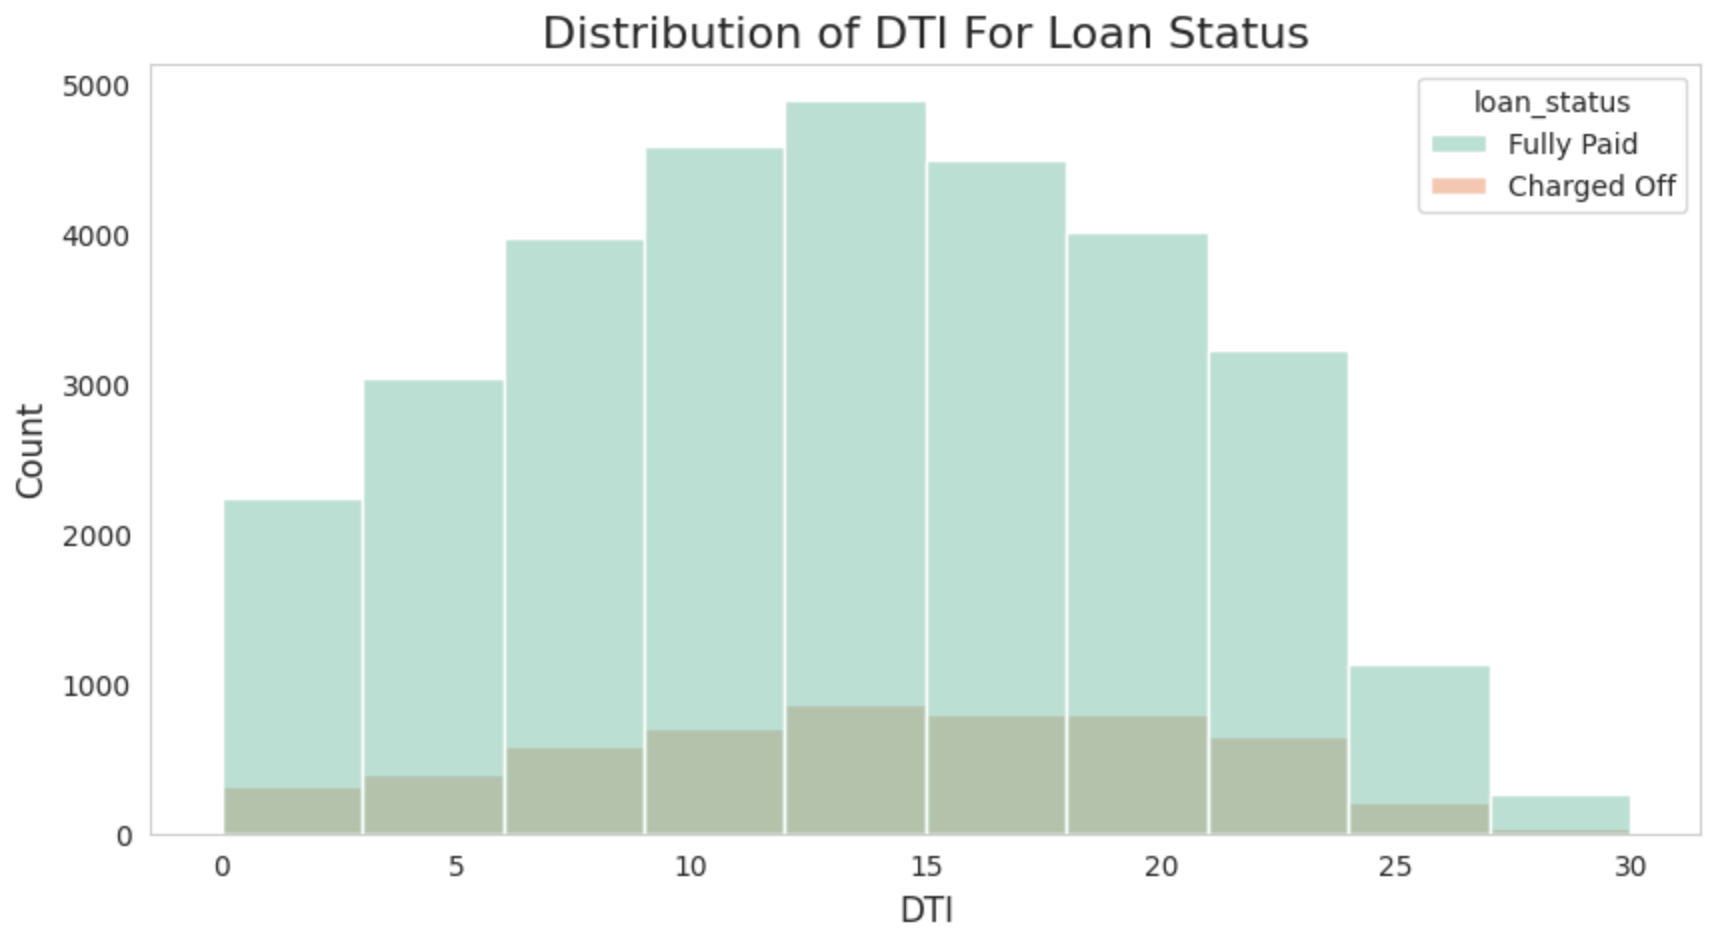 Distribution of DTI For Loan Status
5000
4000
3000
2000
1000
0
Count
loan_status
Fully Paid
Charged Off
0 5 10 15 20 25 30
DTI